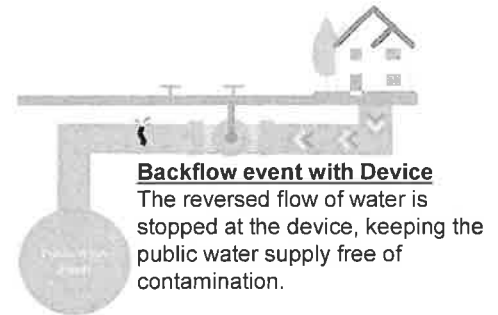 Backflow event with Device
The reversed flow of water is
stopped at the device, keeping the
public water supply free of
contamination.